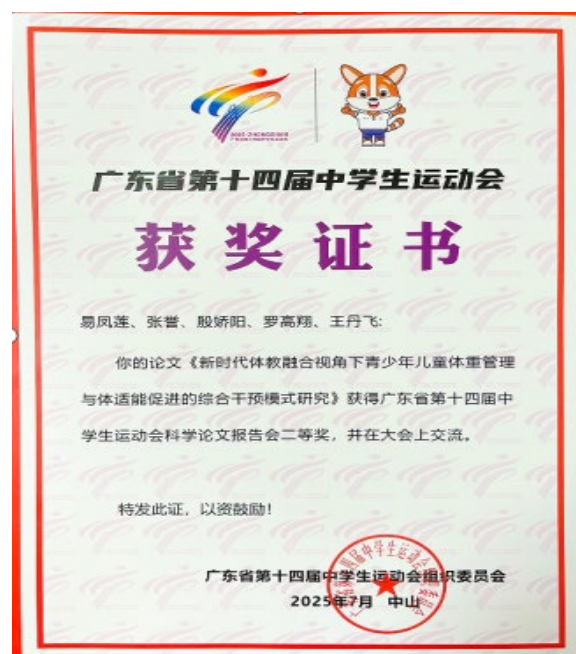 广东省第十四届中学生运动会
获奖证书
易凤莲、张誉、殷娇阳、罗高翔、王丹飞:
你的论文《新时代体教融合视角下青少年儿童体重管理
与体适能促进的综合干预模式研究》获得广东省第十四届中
学生运动会科学论文报告会二等奖,并在大会上交流。
特发此证,以资鼓励!
广东省第十四届中学生运动会组织委员会
2025年7月 中山